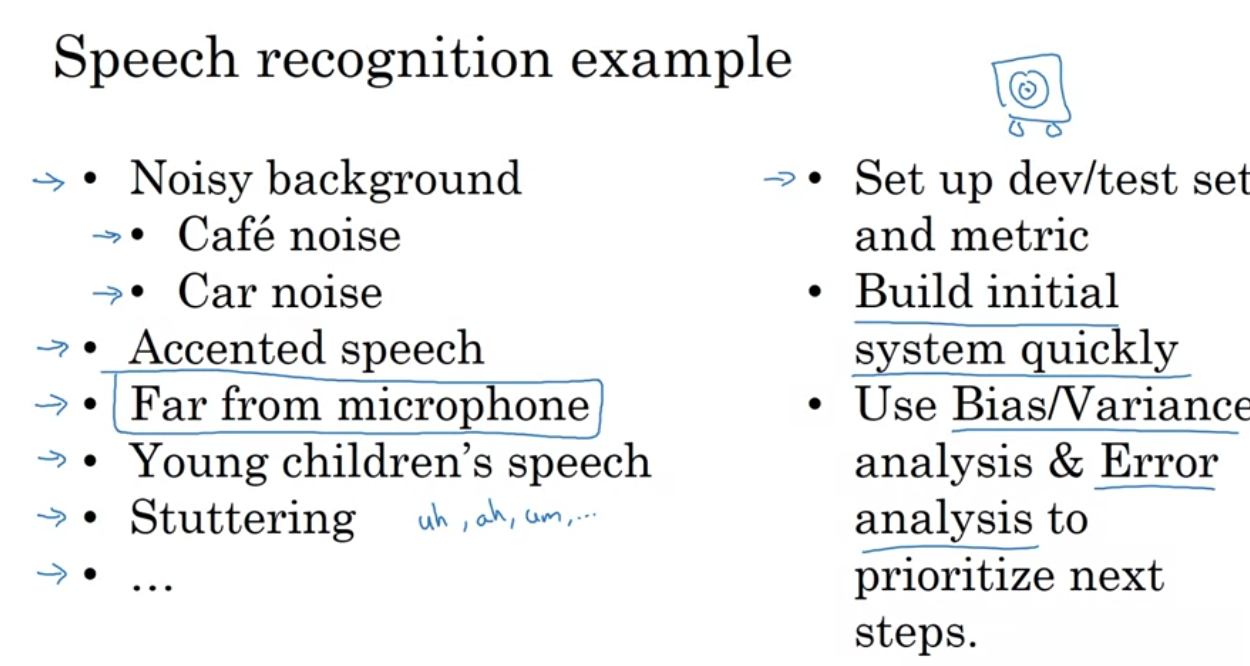 Speech recognition example
• Noisy background
• Café noise
• Car noise
• Accented speech
• Far from microphone
• Young children's speech
• Stuttering uh, ah, um, ...
• ...
• Set up dev/test set
and metric
• Build initial
system quickly
• Use Bias/Variance
analysis & Error
analysis to
prioritize next
steps.